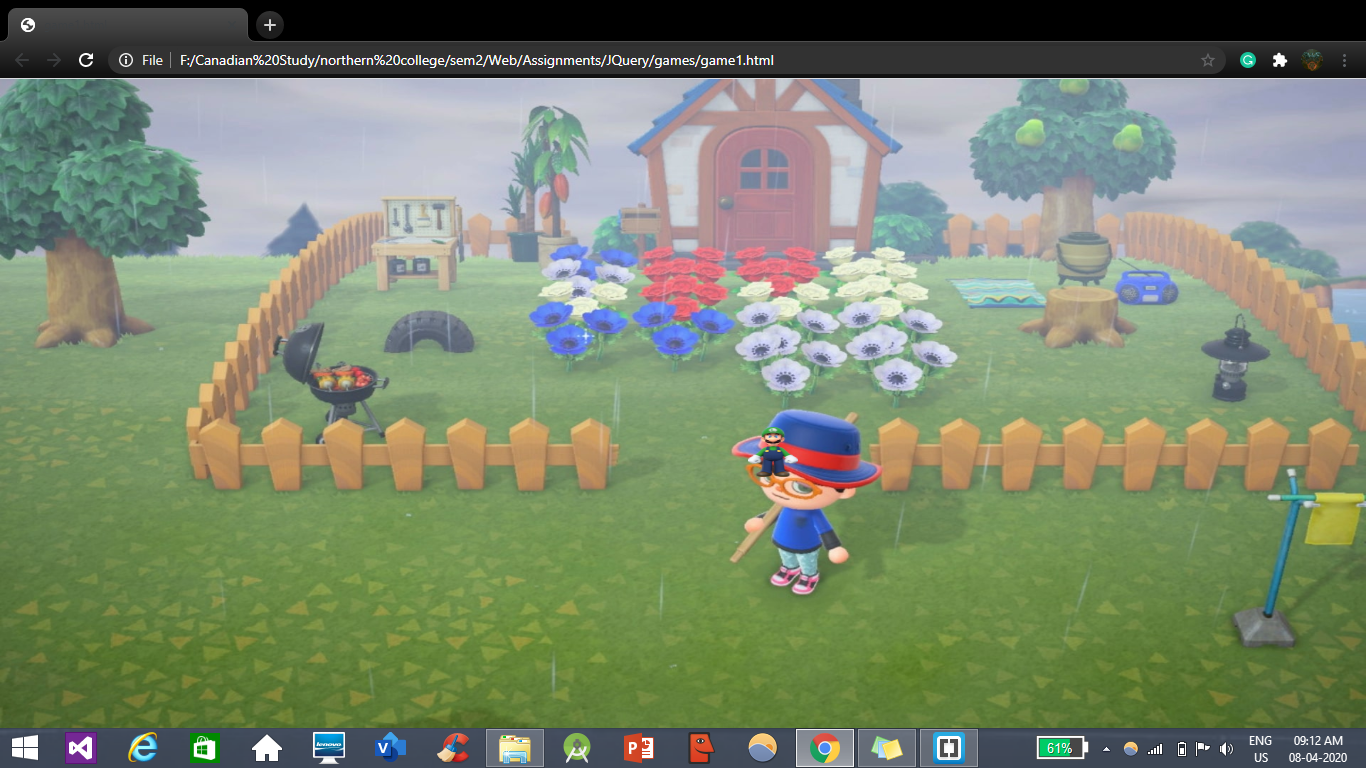 File F:/Canadian%20Study/northern%20college/sem2/Web/Assignments/JQuery/games/game1.html
lenovo
61%
ENG
US
09:12 AM
08-04-2020